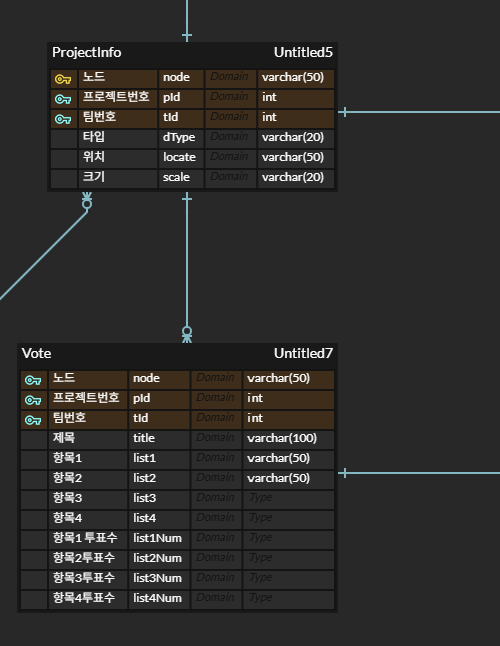 ProjectInfo Untitled5
노드 node Domain varchar(50)
프로젝트번호 pId Domain int
팀번호 tId Domain int
타입 dType Domain varchar(20)
위치 locate Domain varchar(50)
크기 scale Domain varchar(20)
Vote Untitled7
노드 node Domain varchar(50)
프로젝트번호 pId Domain int
팀번호 tId Domain int
제목 title Domain varchar(100)
항목1 list1 Domain varchar(50)
항목2 list2 Domain varchar(50)
항목3 list3 Domain Type
항목4 list4 Domain Type
항목1 투표수 list1Num Domain Type
항목2투표수 list2Num Domain Type
항목3투표수 list3Num Domain Type
항목4투표수 list4Num Domain Type